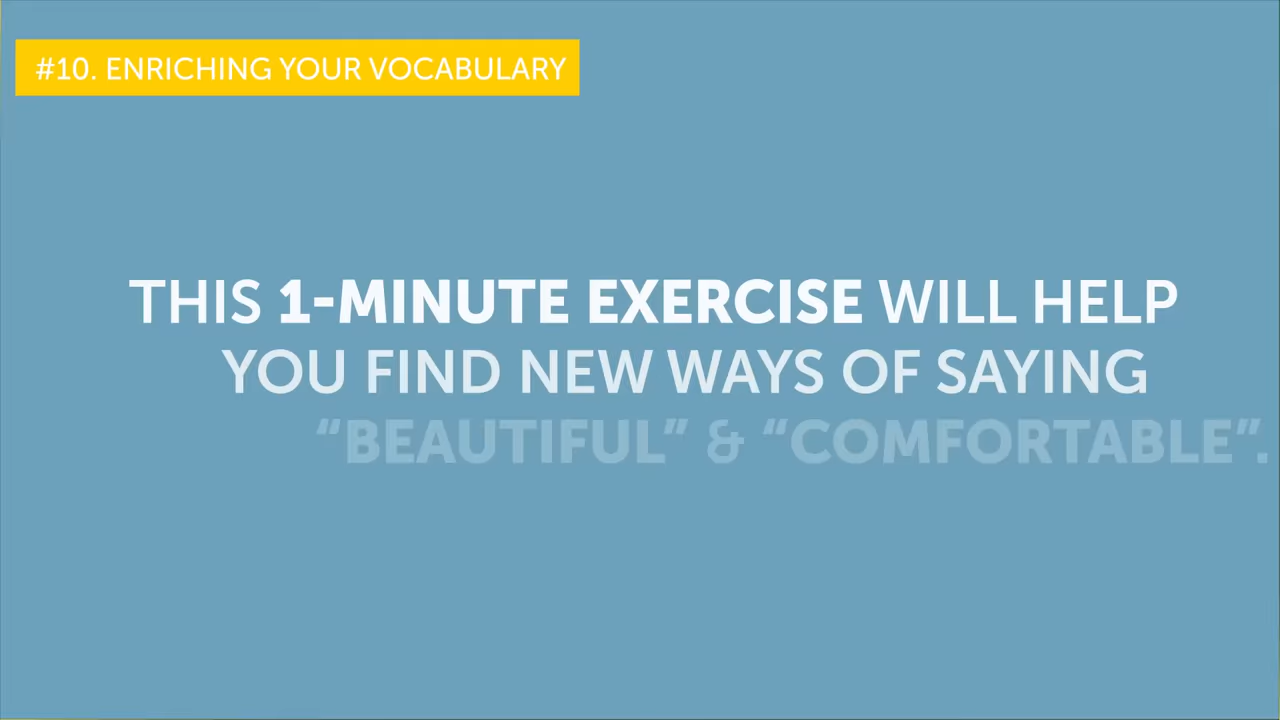 #10. ENRICHING YOUR VOCABULARY
THIS 1-MINUTE EXERCISE WILL HELP
YOU FIND NEW WAYS OF SAYING
“BEAUTIFUL” & “COMFORTABLE”.